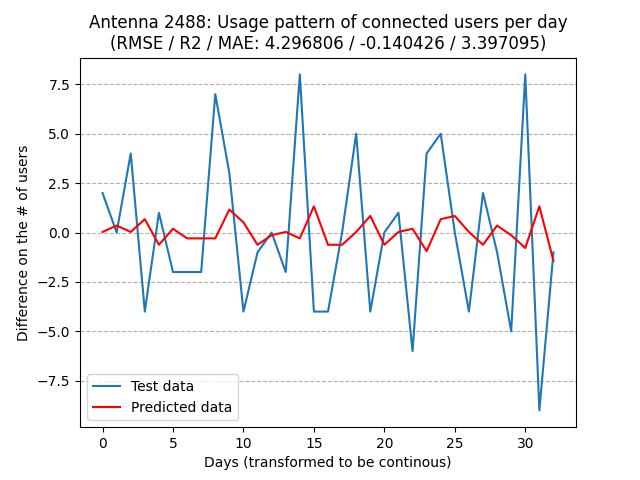 Antenna 2488: Usage pattern of connected users per day
(RMSE / R2 / MAE: 4.296806 / -0.140426 / 3.397095)
Difference on the # of users
7.5
5.0
2.5
0.0
−2.5
−5.0
−7.5
Test data
Predicted data
0 5 10 15 20 25 30
Days (transformed to be continous)